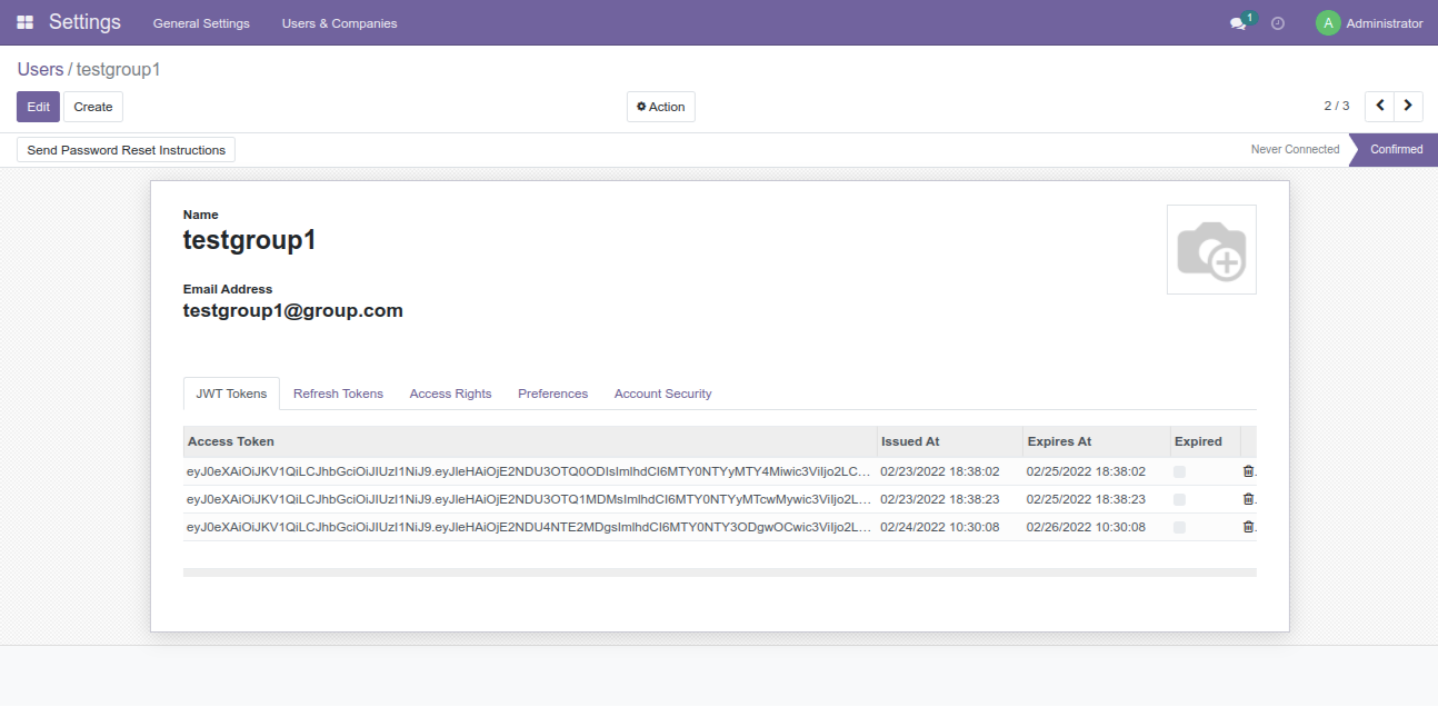 Settings General Settings Users & Companies 1 A Administrator
Users / testgroup1
Edit Create Action 2 / 3
Send Password Reset Instructions Never Connected Confirmed
Name
testgroup1
Email Address
testgroup1@group.com
JWT Tokens Refresh Tokens Access Rights Preferences Account Security
Access Token Issued At Expires At Expired
eyJ0eXAiOiJKV1QiLCJhbGciOiJIUzI1NiJ9.eyJleHAiOjE2NDU3OTQ0ODIsImlhdCI6MTY0NTYyMTY4Miwic3ViIjo2LC... 02/23/2022 18:38:02 02/25/2022 18:38:02
eyJ0eXAiOiJKV1QiLCJhbGciOiJIUzI1NiJ9.eyJleHAiOjE2NDU3OTQ1MDMsImlhdCI6MTY0NTYyMTcwMywic3ViIjo2L... 02/23/2022 18:38:23 02/25/2022 18:38:23
eyJ0eXAiOiJKV1QiLCJhbGciOiJIUzI1NiJ9.eyJleHAiOjE2NDU4NTE2MDgsImlhdCI6MTY0NTY3ODgwOCwic3ViIjo2L... 02/24/2022 10:30:08 02/26/2022 10:30:08